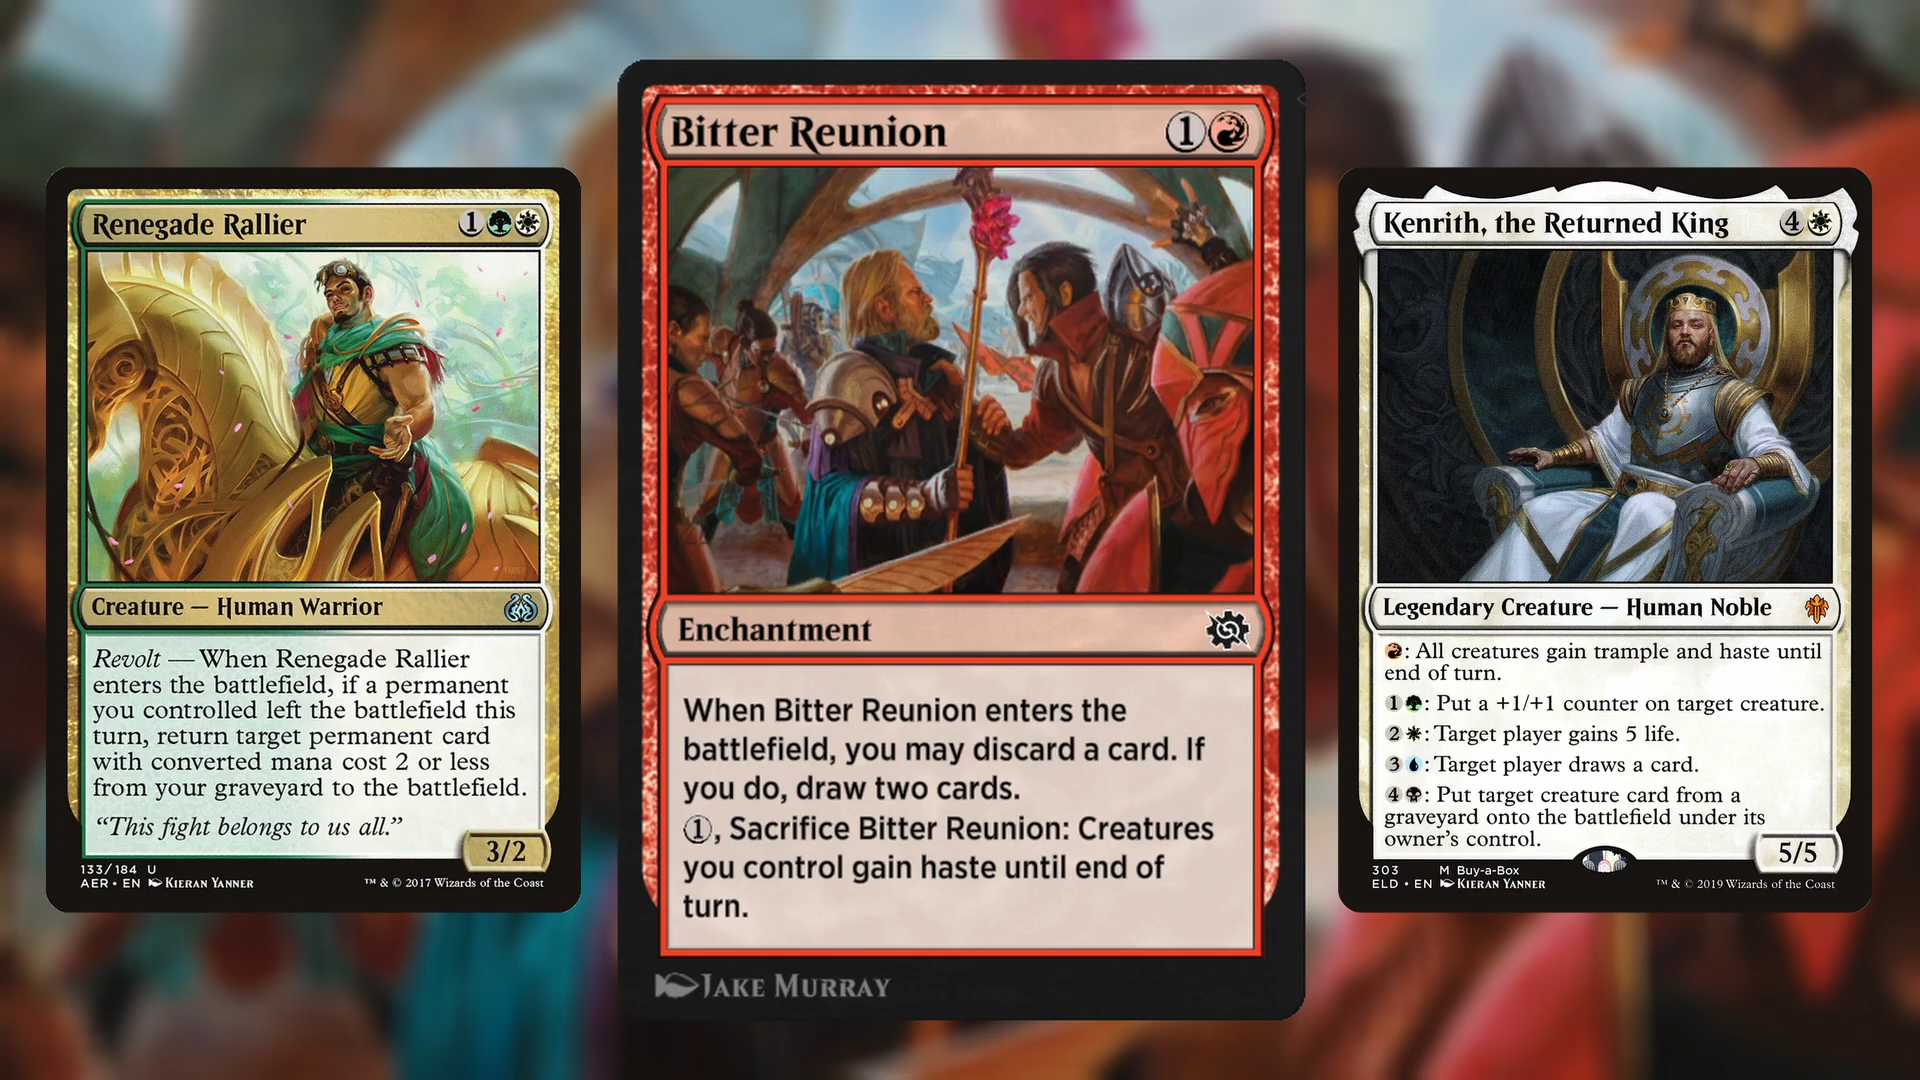 Renegade Rallier 1
Creature — Human Warrior
Revolt — When Renegade Rallier
enters the battlefield, if a permanent
you controlled left the battlefield this
turn, return target permanent card
with converted mana cost 2 or less
from your graveyard to the battlefield.
“This fight belongs to us all.”
3/2
133/184 U
AER • EN KIERAN YANNER ™ & © 2017 Wizards of the Coast
Bitter Reunion 1
Enchantment
When Bitter Reunion enters the
battlefield, you may discard a card. If
you do, draw two cards.
1, Sacrifice Bitter Reunion: Creatures
you control gain haste until end of
turn.
JAKE MURRAY
Kenrith, the Returned King 4
Legendary Creature — Human Noble
: All creatures gain trample and haste until
end of turn.
1: Put a +1/+1 counter on target creature.
2: Target player gains 5 life.
3: Target player draws a card.
4: Put target creature card from a
graveyard onto the battlefield under its
owner’s control.
5/5
303 M Buy-a-Box
ELD • EN KIERAN YANNER ™ & © 2019 Wizards of the Coast